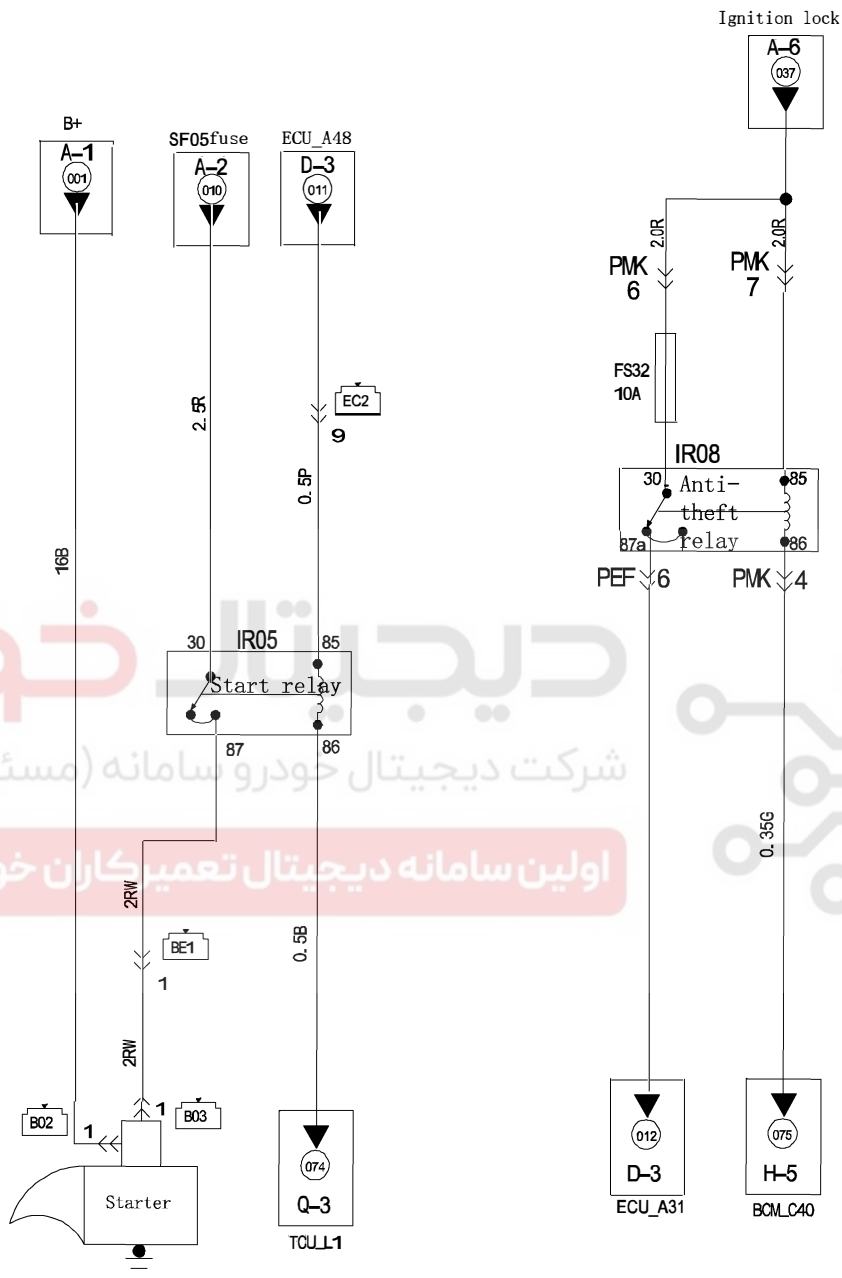 Ignition lock
A-6
037
B+
A-1
001
SF05fuse
A-2
010
ECU_A48
D-3
011
2.0R
2.0R
PMK
6
PMK
7
FS32
10A
2.5R
EC2
9
0.5P
IR08
30
85
Anti-
theft
relay
87a
86
PEF
6
PMK
4
16B
30
IR05
85
Start relay
87
86
دیجیتال خو
شرکت دیجیتال خودرو سامانه (مسئ
اولین سامانه دیجیتال تعمیرکاران خو
0.35G
2RW
0.5B
BE1
1
2RW
B02
1
1
B03
Starter
074
Q-3
TCU_L1
012
D-3
ECU_A31
075
H-5
BCM_C40